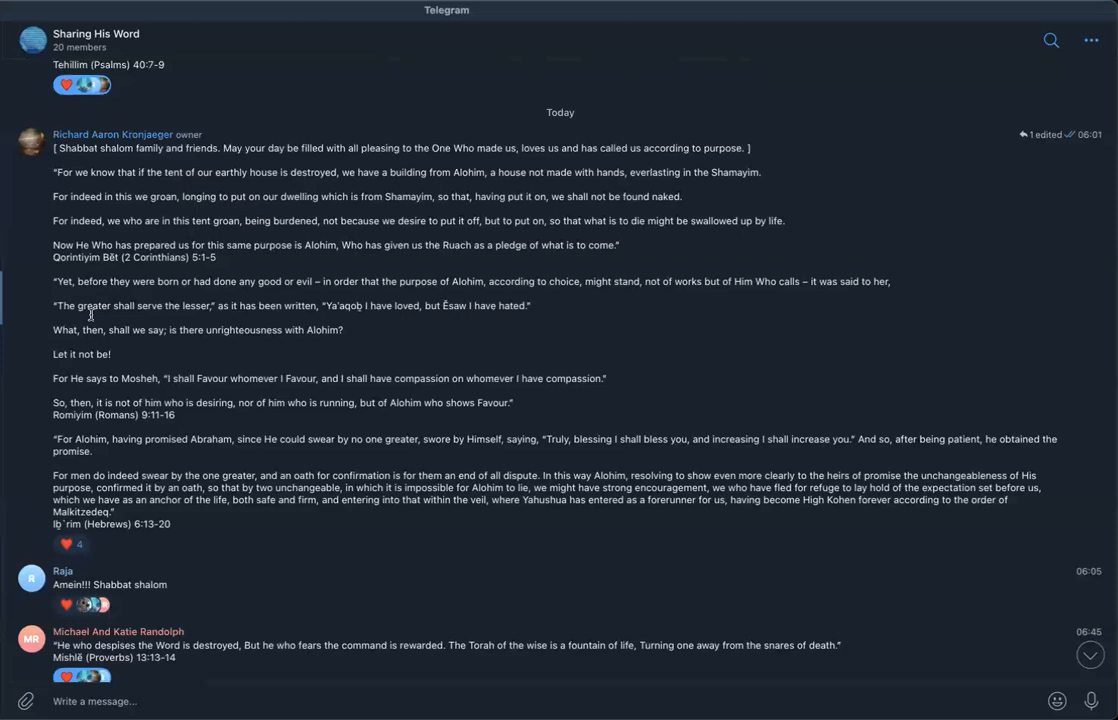 Telegram
Sharing His Word
20 members
Tehillim (Psalms) 40:7-9
Today
Richard Aaron Kronjaeger owner
1 edited 06:01
[ Shabbat shalom family and friends. May your day be filled with all pleasing to the One Who made us, loves us and has called us according to purpose. ]
“For we know that if the tent of our earthly house is destroyed, we have a building from Alohim, a house not made with hands, everlasting in the Shamayim.
For indeed in this we groan, longing to put on our dwelling which is from Shamayim, so that, having put it on, we shall not be found naked.
For indeed, we who are in this tent groan, being burdened, not because we desire to put it off, but to put on, so that what is to die might be swallowed up by life.
Now He Who has prepared us for this same purpose is Alohim, Who has given us the Ruach as a pledge of what is to come.”
Qorintiyim Bĕt (2 Corinthians) 5:1-5
“Yet, before they were born or had done any good or evil – in order that the purpose of Alohim, according to choice, might stand, not of works but of Him Who calls – it was said to her,
“The greater shall serve the lesser,” as it has been written, “Ya‛aqoḇ I have loved, but Ĕsaw I have hated.”
What, then, shall we say; is there unrighteousness with Alohim?
Let it not be!
For He says to Mosheh, “I shall Favour whomever I Favour, and I shall have compassion on whomever I have compassion.”
So, then, it is not of him who is desiring, nor of him who is running, but of Alohim who shows Favour.”
Romiyim (Romans) 9:11-16
“For Alohim, having promised Abraham, since He could swear by no one greater, swore by Himself, saying, “Truly, blessing I shall bless you, and increasing I shall increase you.” And so, after being patient, he obtained the
promise.
For men do indeed swear by the one greater, and an oath for confirmation is for them an end of all dispute. In this way Alohim, resolving to show even more clearly to the heirs of promise the unchangeableness of His
purpose, confirmed it by an oath, so that by two unchangeable, in which it is impossible for Alohim to lie, we might have strong encouragement, we who have fled for refuge to lay hold of the expectation set before us,
which we have as an anchor of the life, both safe and firm, and entering into that within the veil, where Yahushua has entered as a forerunner for us, having become High Kohen forever according to the order of
Malkitzedeq.”
Iḇ`rim (Hebrews) 6:13-20
4
R
Raja
06:05
Amein!!! Shabbat shalom
MR
Michael And Katie Randolph
06:45
“He who despises the Word is destroyed, But he who fears the command is rewarded. The Torah of the wise is a fountain of life, Turning one away from the snares of death.”
Mishlĕ (Proverbs) 13:13-14
Write a message...